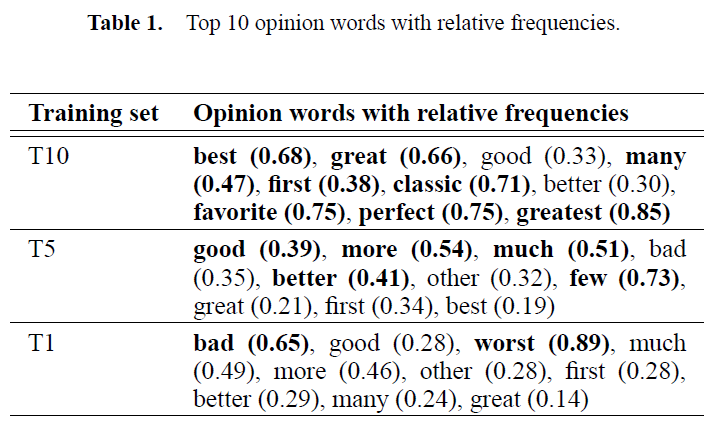 Table 1. Top 10 opinion words with relative frequencies.
Training set Opinion words with relative frequencies
T10 best (0.68), great (0.66), good (0.33), many
(0.47), first (0.38), classic (0.71), better (0.30),
favorite (0.75), perfect (0.75), greatest (0.85)
T5 good (0.39), more (0.54), much (0.51), bad
(0.35), better (0.41), other (0.32), few (0.73),
great (0.21), first (0.34), best (0.19)
T1 bad (0.65), good (0.28), worst (0.89), much
(0.49), more (0.46), other (0.28), first (0.28),
better (0.29), many (0.24), great (0.14)